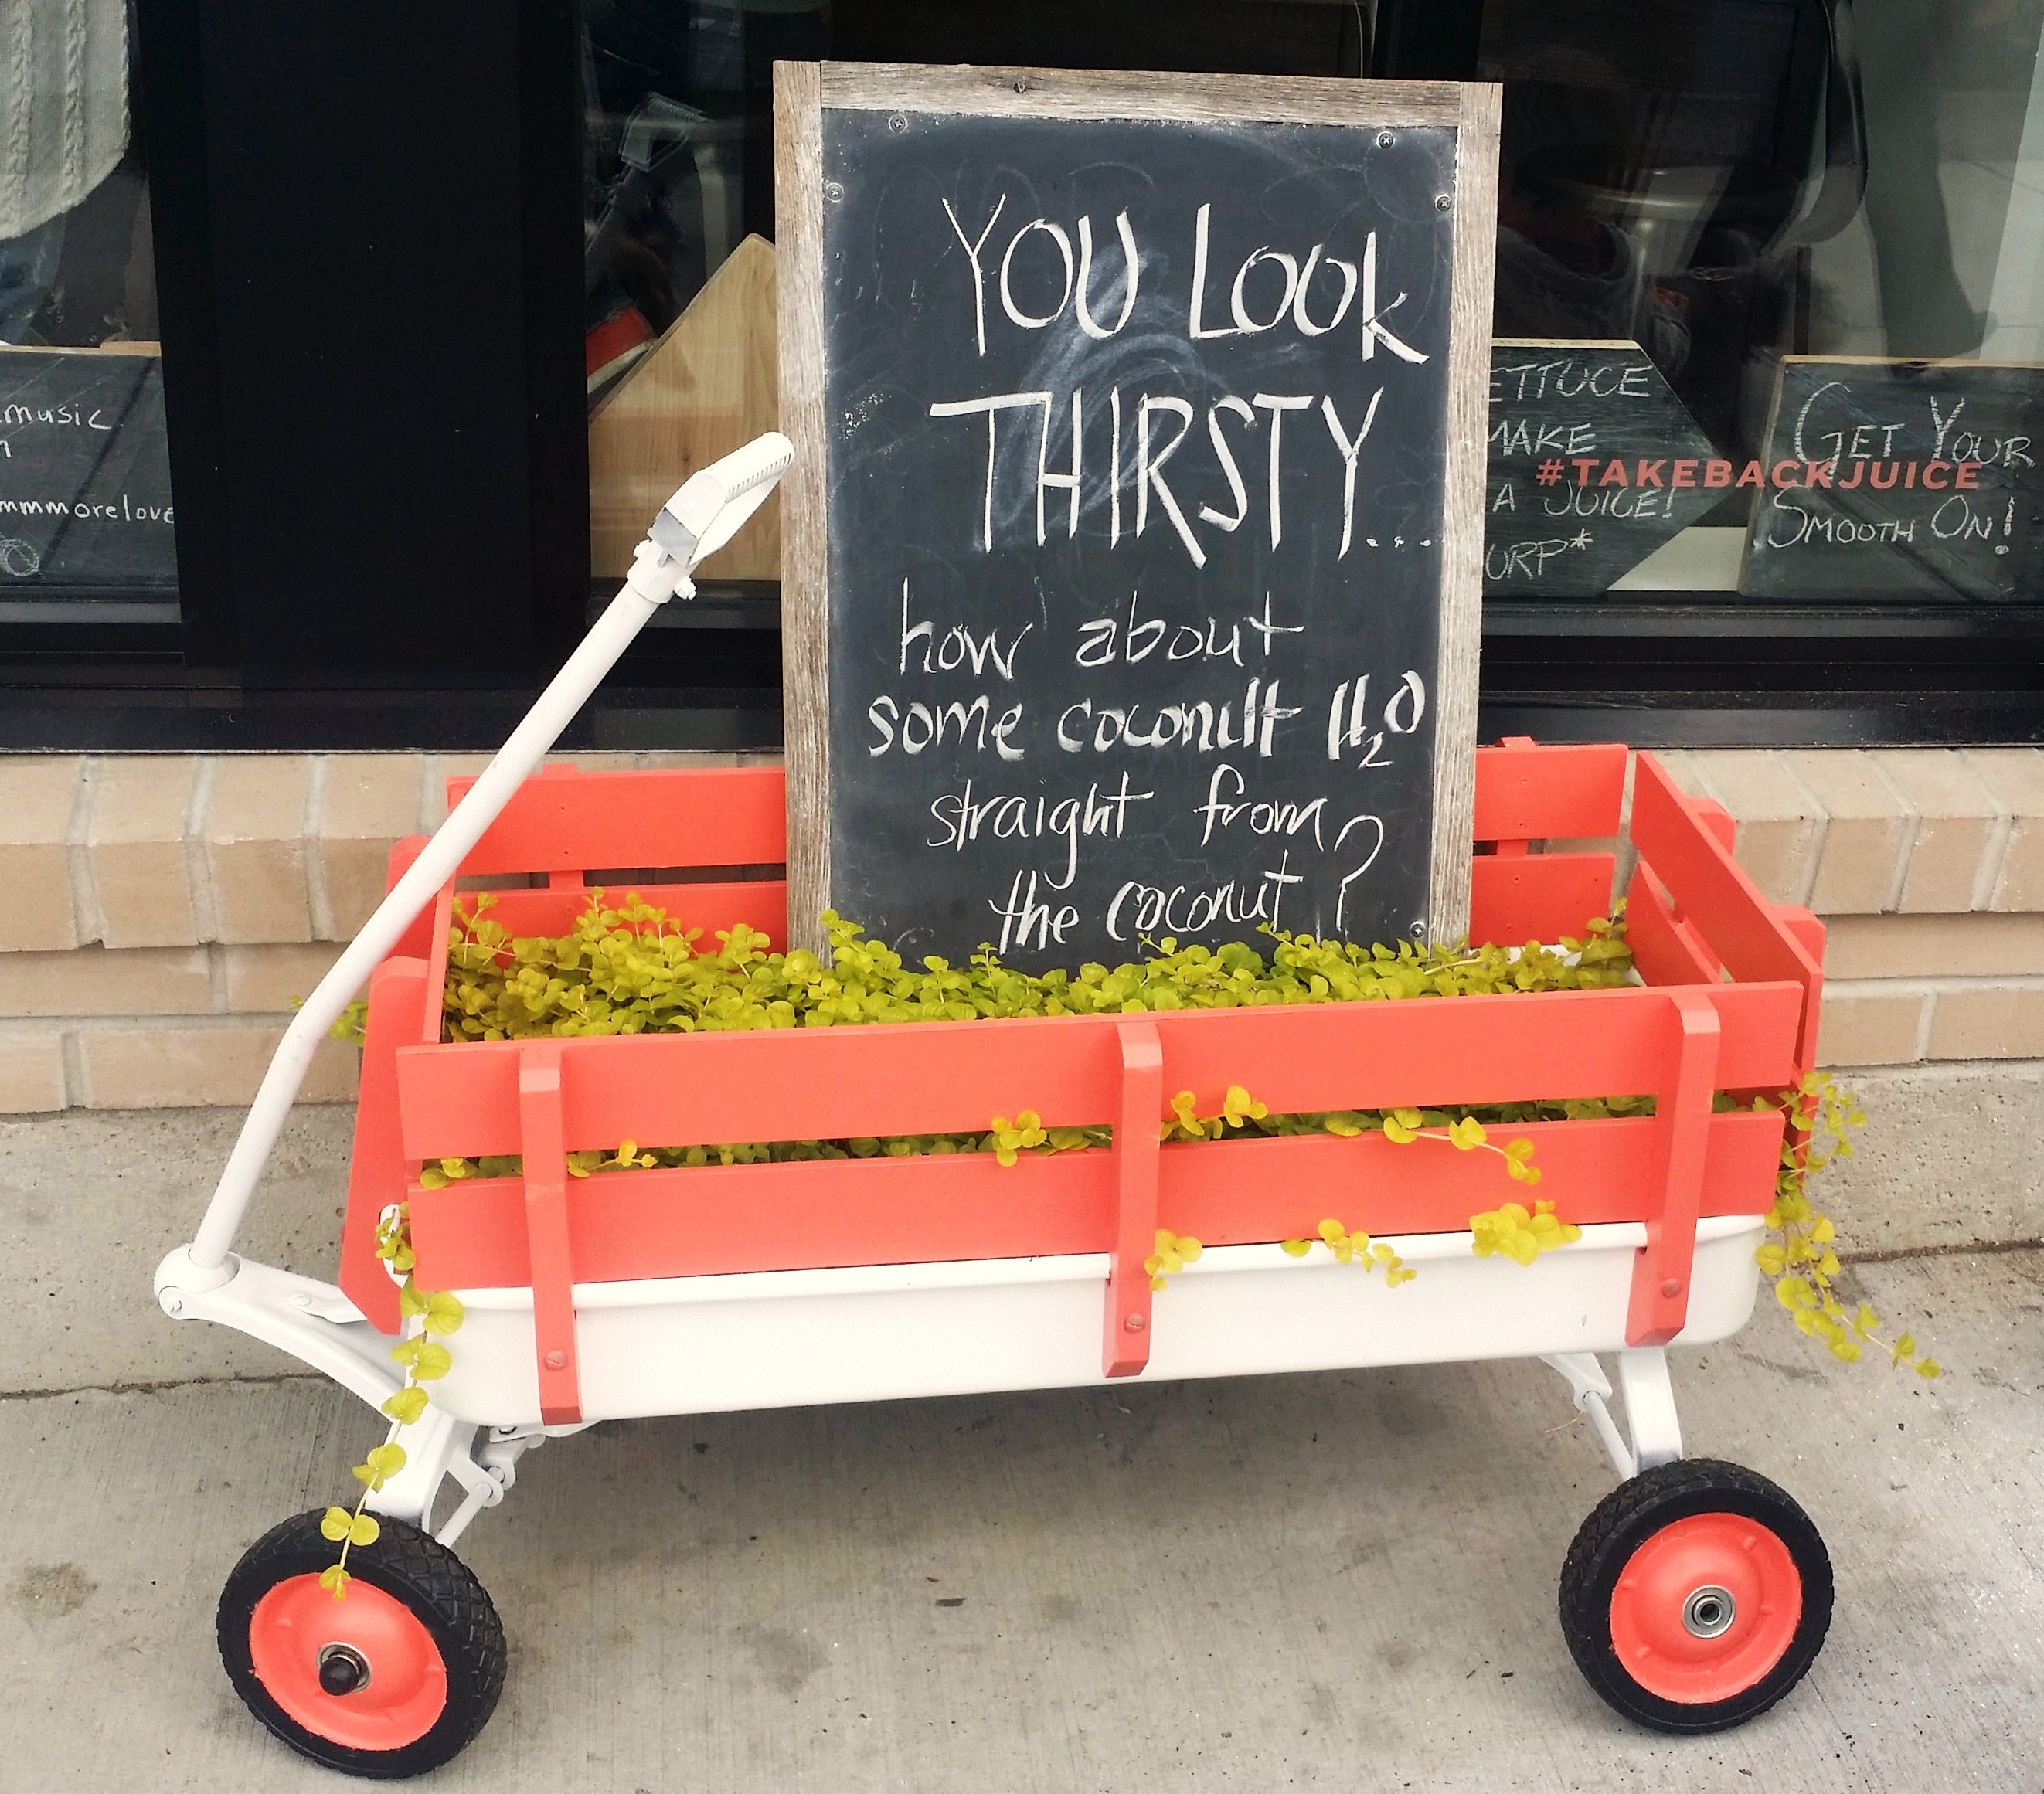 YOU LOOK
THIRSTY...
how about
some coconut H₂O
straight from
the coconut?
music
mmmorelove
ETTUCE
MAKE
A JUICE!
URP*
#TAKEBACKJUICE
GET YOUR
SMOOTH ON!